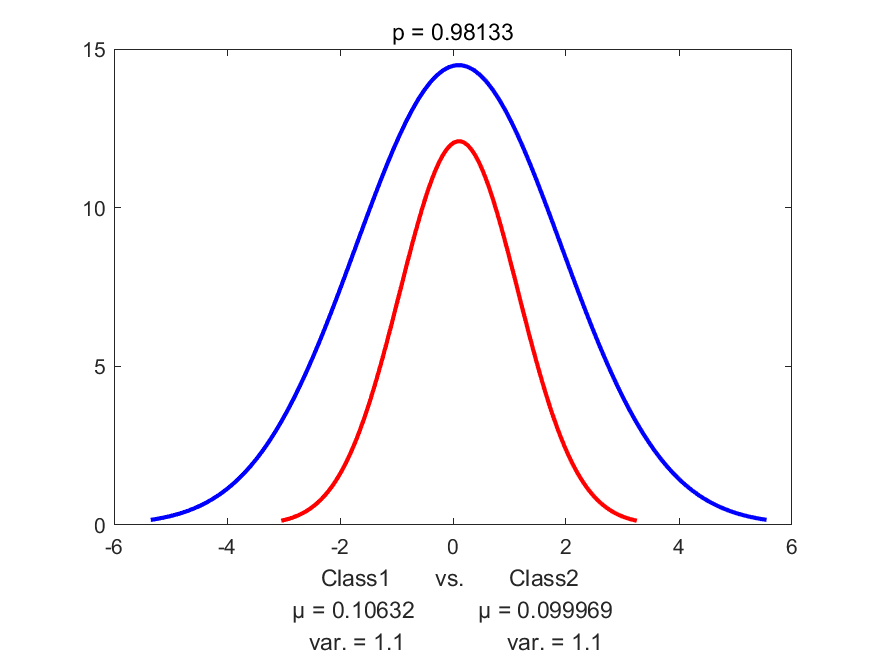 p = 0.98133
15
10
5
0
-6 -4 -2 0 2 4 6
Class1 vs. Class2
μ = 0.10632 μ = 0.099969
var. = 1.1 var. = 1.1